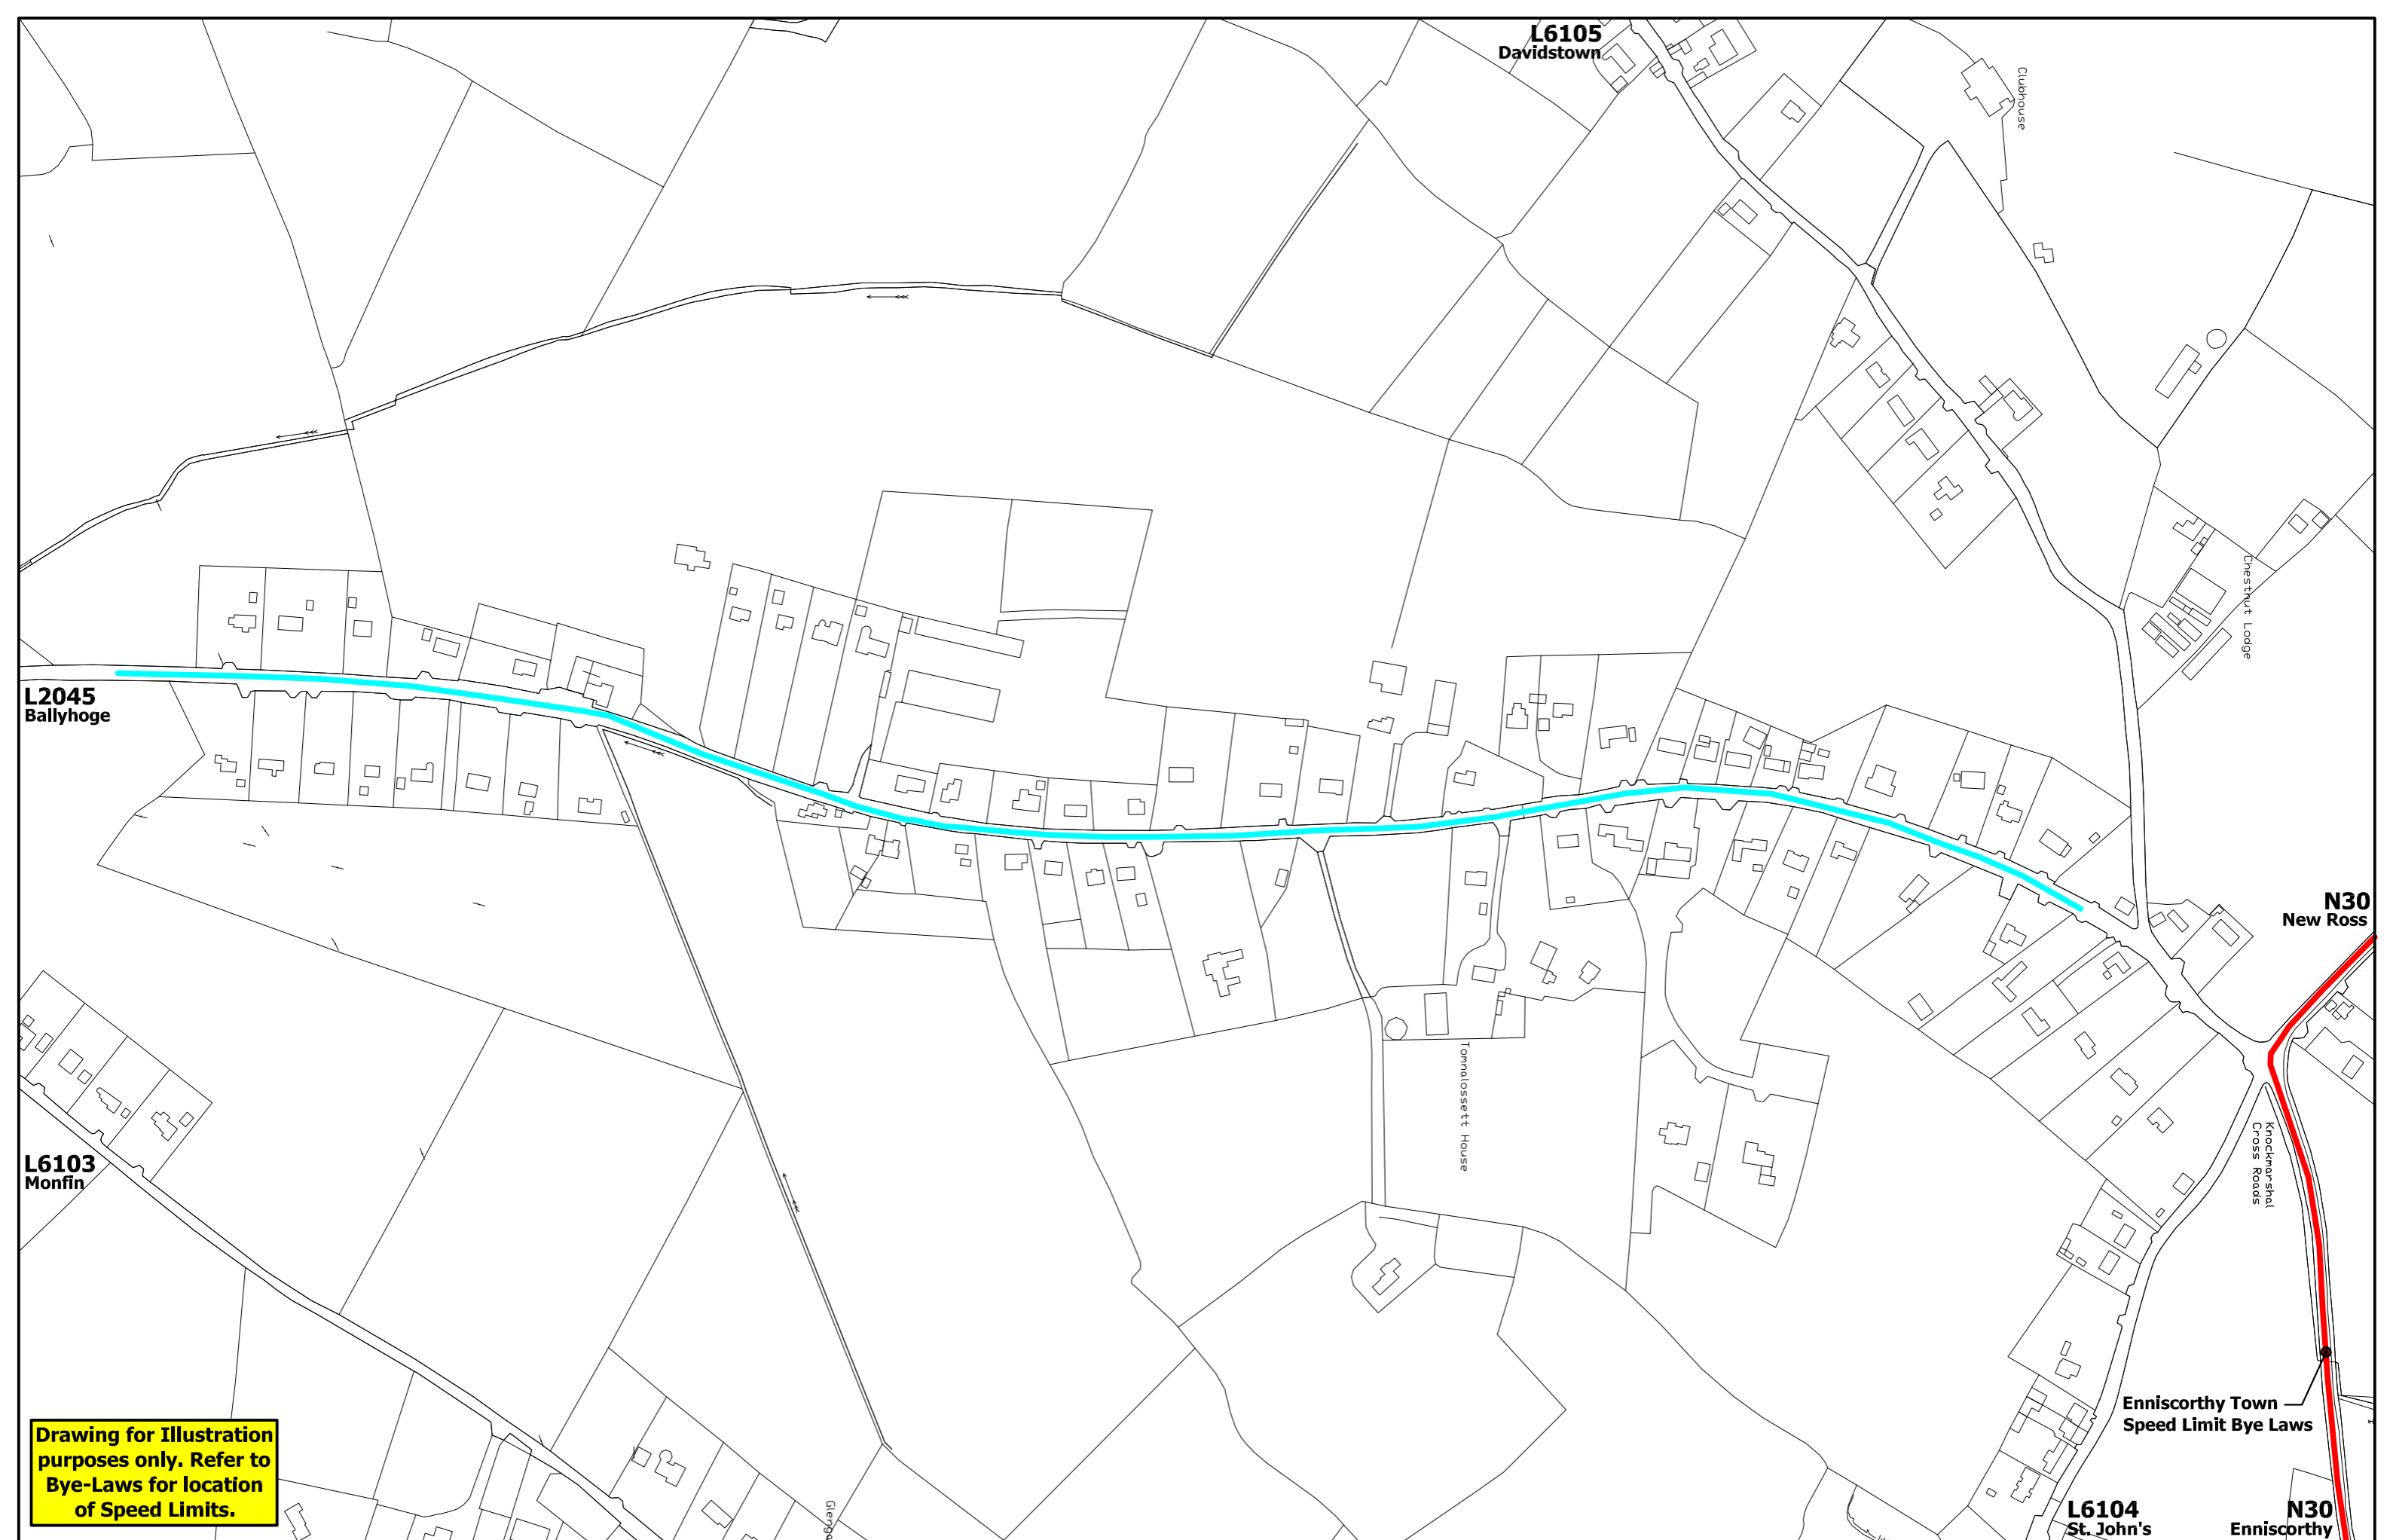 L6105
Davidstown
Clubhouse
Chestnut Lodge
L2045
Ballyhoge
N30
New Ross
Tomnalossett House
Knockmarshal
Cross Roads
L6103
Monfin
Enniscorthy Town
Speed Limit Bye Laws
Drawing for Illustration
purposes only. Refer to
Bye-Laws for location
of Speed Limits.
L6104
St. John's
N30
Enniscorthy